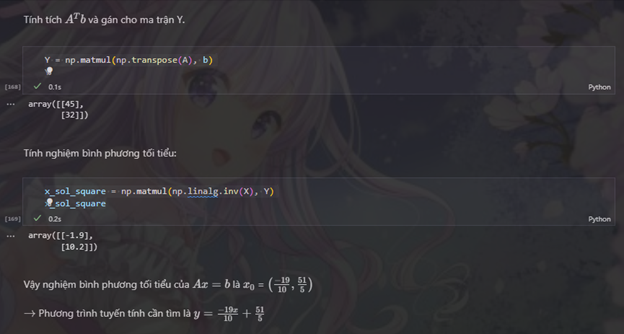 Tính tích $A^T b$ và gán cho ma trận Y.
Y = np.matmul(np.transpose(A), b)
[168] ✓ 0.1s Python
... array([[45],
[32]])
Tính nghiệm bình phương tối tiểu:
x_sol_square = np.matmul(np.linalg.inv(X), Y)
x_sol_square
[169] ✓ 0.2s Python
... array([[-1.9],
[10.2]])
Vậy nghiệm bình phương tối tiểu của $Ax = b$ là $x_0 = \left(\frac{-19}{10}, \frac{51}{5}\right)$
→ Phương trình tuyến tính cần tìm là $y = \frac{-19x}{10} + \frac{51}{5}$